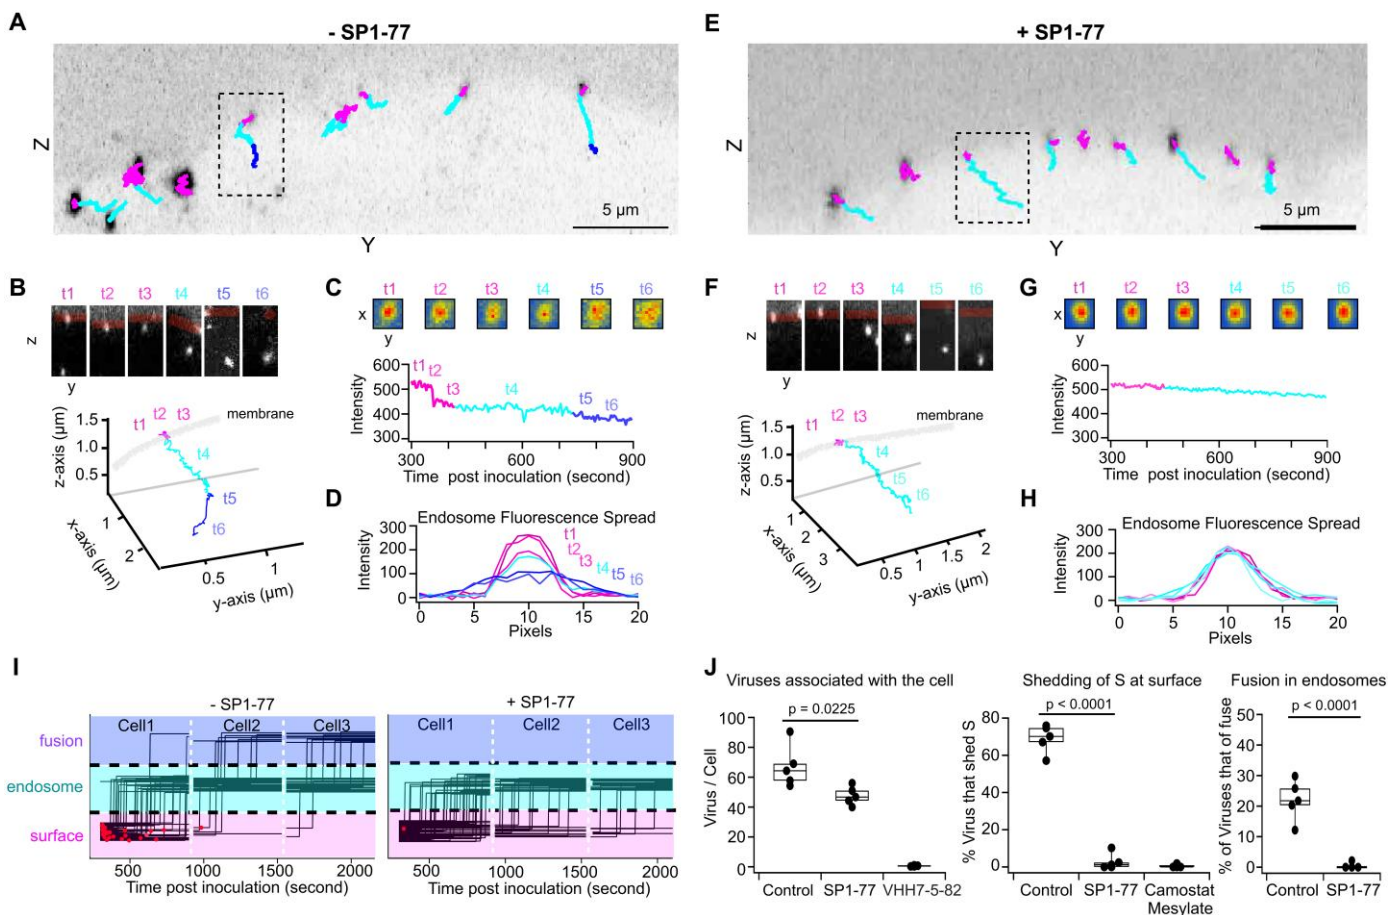 A
- SP1-77
Z
5 µm
Y
B
t1 t2 t3 t4 t5 t6
z
y
z-axis (µm)
1.5
1.0
0.5
t1 t2 t3
membrane
t4
t5
t6
x-axis (µm)
1
2
0.5
1
y-axis (µm)
C
t1 t2 t3 t4 t5 t6
x
y
Intensity
600
500
400
300
t1
t2
t3
t4
t5
t6
300 600 900
Time post inoculation (second)
D
Endosome Fluorescence Spread
Intensity
300
200
100
0
t1
t2
t3
t4
t5
t6
0 5 10 15 20
Pixels
E
+ SP1-77
Z
5 µm
Y
F
t1 t2 t3 t4 t5 t6
z
y
z-axis (µm)
1.5
1.0
0.5
t1 t2 t3
membrane
t4
t5
t6
x-axis (µm)
1
2
3
0.5
1
1.5
2
y-axis (µm)
G
t1 t2 t3 t4 t5 t6
x
y
Intensity
600
500
400
300
300 600 900
Time post inoculation (second)
H
Endosome Fluorescence Spread
Intensity
300
200
100
0
0 5 10 15 20
Pixels
I
- SP1-77
Cell1 Cell2 Cell3
fusion
endosome
surface
500 1000 1500 2000
Time post inoculation (second)
+ SP1-77
Cell1 Cell2 Cell3
500 1000 1500 2000
Time post inoculation (second)
J
Viruses associated with the cell
p = 0.0225
Virus / Cell
100
80
60
40
20
0
Control SP1-77 VHH7-5-82
Shedding of S at surface
p < 0.0001
% Virus that shed S
80
60
40
20
0
Control SP1-77 Camostat
Mesylate
Fusion in endosomes
p < 0.0001
% of Viruses that of fuse
50
40
30
20
10
0
Control SP1-77